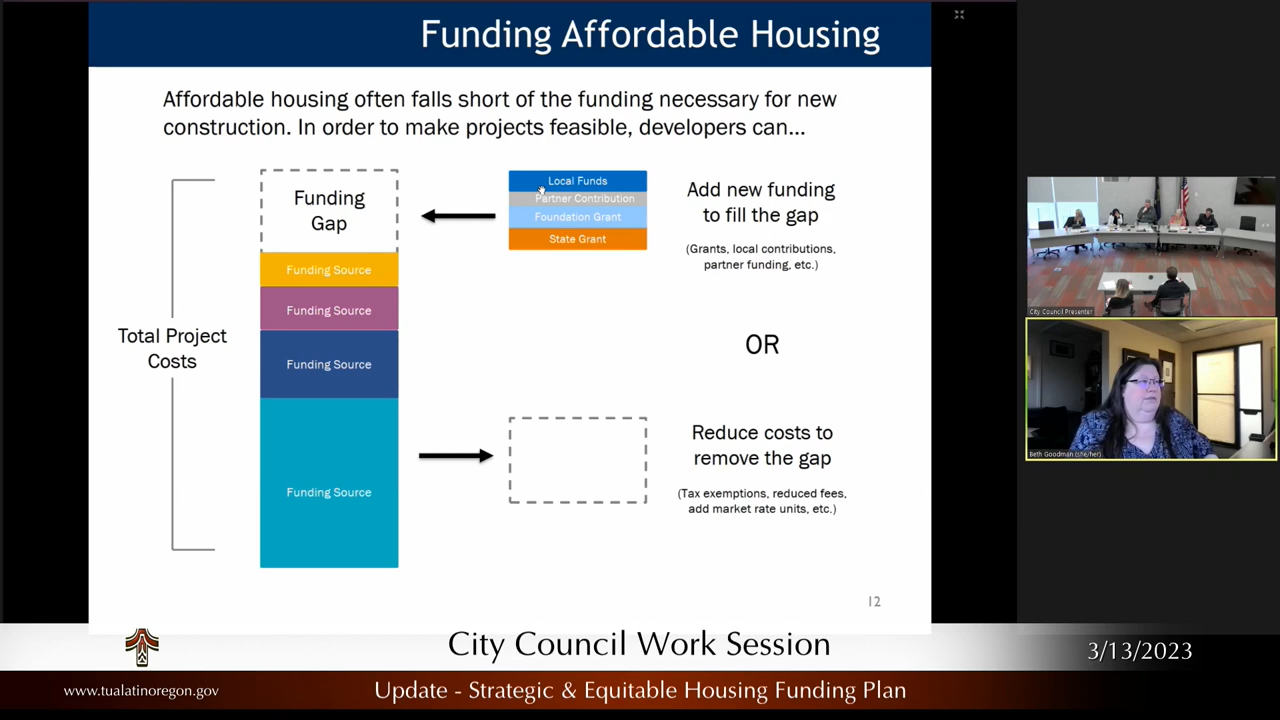 Funding Affordable Housing
Affordable housing often falls short of the funding necessary for new
construction. In order to make projects feasible, developers can...
Funding
Gap
Funding Source
Funding Source
Funding Source
Funding Source
Total Project
Costs
Local Funds
Partner Contribution
Foundation Grant
State Grant
Add new funding
to fill the gap
(Grants, local contributions,
partner funding, etc.)
OR
Reduce costs to
remove the gap
(Tax exemptions, reduced fees,
add market rate units, etc.)
12
City Council Presenter
Beth Goodman (she/her)
City Council Work Session
3/13/2023
www.tualatinoregon.gov
Update - Strategic & Equitable Housing Funding Plan